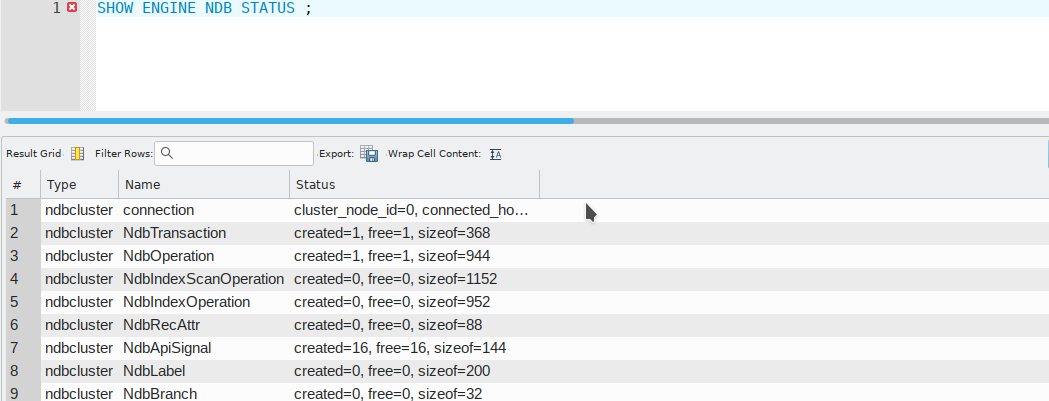 1 SHOW ENGINE NDB STATUS ;
Result Grid Filter Rows: Export: Wrap Cell Content:
# Type Name Status
1 ndbcluster connection cluster_node_id=0, connected_ho…
2 ndbcluster NdbTransaction created=1, free=1, sizeof=368
3 ndbcluster NdbOperation created=1, free=1, sizeof=944
4 ndbcluster NdbIndexScanOperation created=0, free=0, sizeof=1152
5 ndbcluster NdbIndexOperation created=0, free=0, sizeof=952
6 ndbcluster NdbRecAttr created=0, free=0, sizeof=88
7 ndbcluster NdbApiSignal created=16, free=16, sizeof=144
8 ndbcluster NdbLabel created=0, free=0, sizeof=200
9 ndbcluster NdbBranch created=0, free=0, sizeof=32